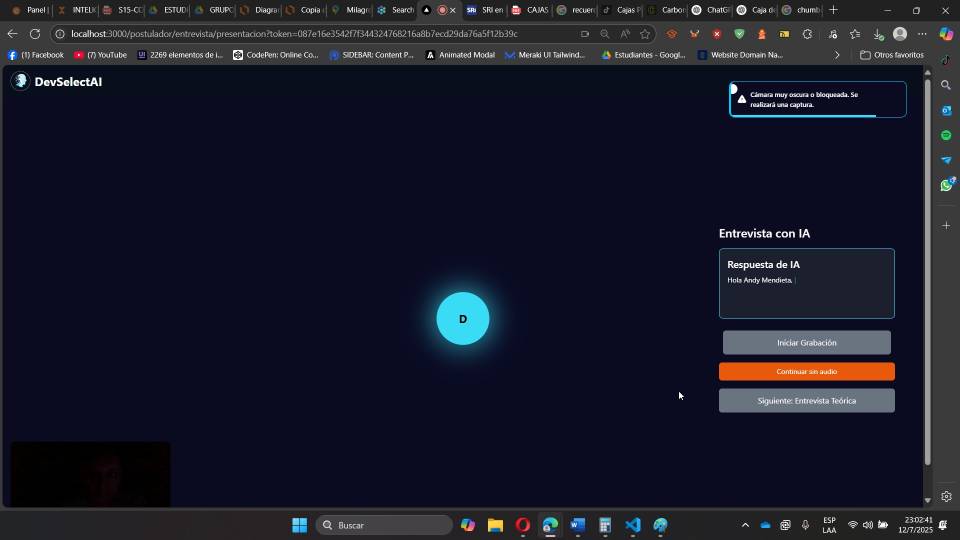 Panel |
INTELI
S15-CC
ESTUDI
GRUPO
Diagra
Copia d
Milagr
Search
SRI en
CAJAS
recuer
Cajas P
Carbor
ChatG
Caja de
chumb
localhost:3000/postulador/entrevista/presentacion?token=087e16e3542f7f344324768216a8b7ecd29da76a5f12b39c
(1) Facebook
(7) YouTube
2269 elementos de i...
CodePen: Online Co...
SIDEBAR: Content P...
Animated Modal
Meraki UI Tailwind...
Estudiantes - Googl...
Website Domain Na...
Otros favoritos
DevSelectAI
Cámara muy oscura o bloqueada. Se
realizará una captura.
Entrevista con IA
Respuesta de IA
Hola Andy Mendieta,
D
Iniciar Grabación
Continuar sin audio
Siguiente: Entrevista Teórica
Buscar
ESP
LAA
23:02:41
12/7/2025